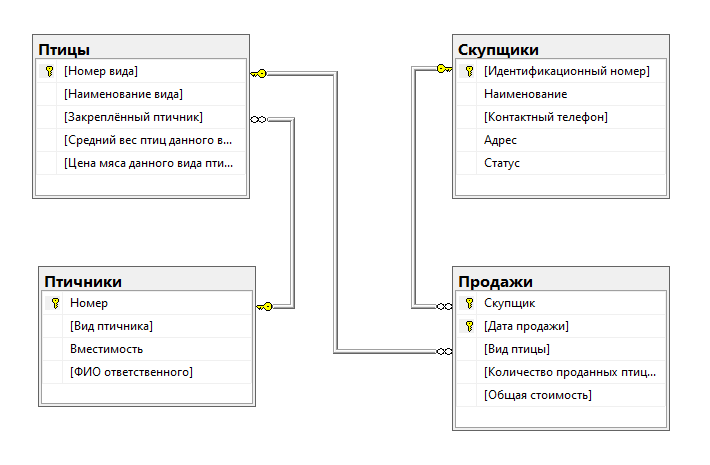 Птицы
[Номер вида]
[Наименование вида]
[Закреплённый птичник]
[Средний вес птиц данного в...
[Цена мяса данного вида пти...
Скупщики
[Идентификационный номер]
Наименование
[Контактный телефон]
Адрес
Статус
Птичники
Номер
[Вид птичника]
Вместимость
[ФИО ответственного]
Продажи
Скупщик
[Дата продажи]
[Вид птицы]
[Количество проданных птиц...
[Общая стоимость]